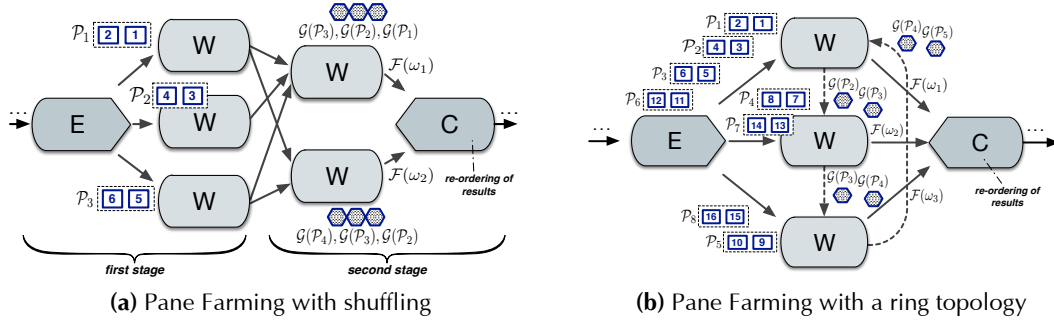 P1 2 1
W
G(P3), G(P2), G(P1)
W
F(ω1)
P2 4 3
...
E
W
C
...
W
F(ω2)
re-ordering of
results
P3 6 5
W
G(P4), G(P3), G(P2)
first stage
second stage
(a) Pane Farming with shuffling
P1 2 1
P2 4 3
W
G(P4) G(P5)
P3 6 5
F(ω1)
P6 12 11
P4 8 7
G(P2) G(P3)
...
E
P7 14 13
W
F(ω2)
C
...
G(P3) G(P4)
re-ordering of
results
F(ω3)
P8 16 15
P5 10 9
W
(b) Pane Farming with a ring topology